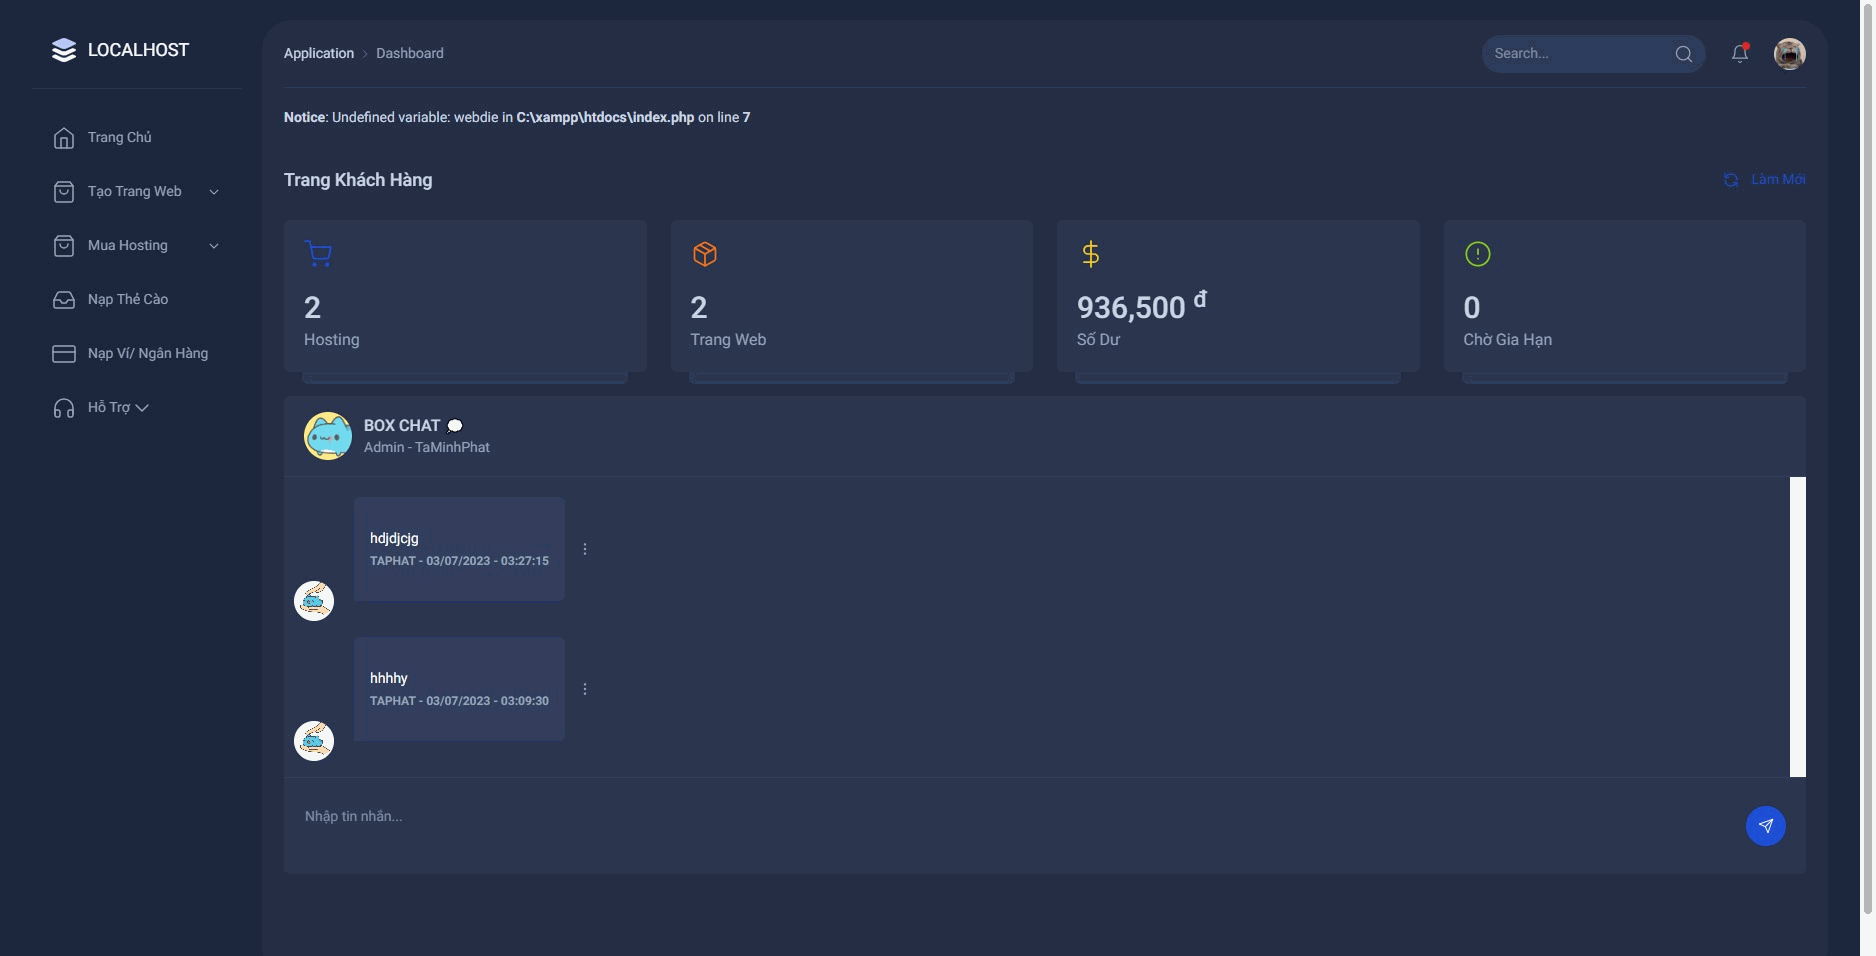 LOCALHOST
Application > Dashboard
Search...
Notice: Undefined variable: webdie in C:\xampp\htdocs\index.php on line 7
Trang Chủ
Tạo Trang Web
Mua Hosting
Nạp Thẻ Cào
Nạp Ví/ Ngân Hàng
Hỗ Trợ
Trang Khách Hàng
Làm Mới
2
Hosting
2
Trang Web
936,500 đ
Số Dư
0
Chờ Gia Hạn
BOX CHAT
Admin - TaMinhPhat
hdjdjcjg
TAPHAT - 03/07/2023 - 03:27:15
hhhhy
TAPHAT - 03/07/2023 - 03:09:30
Nhập tin nhắn...